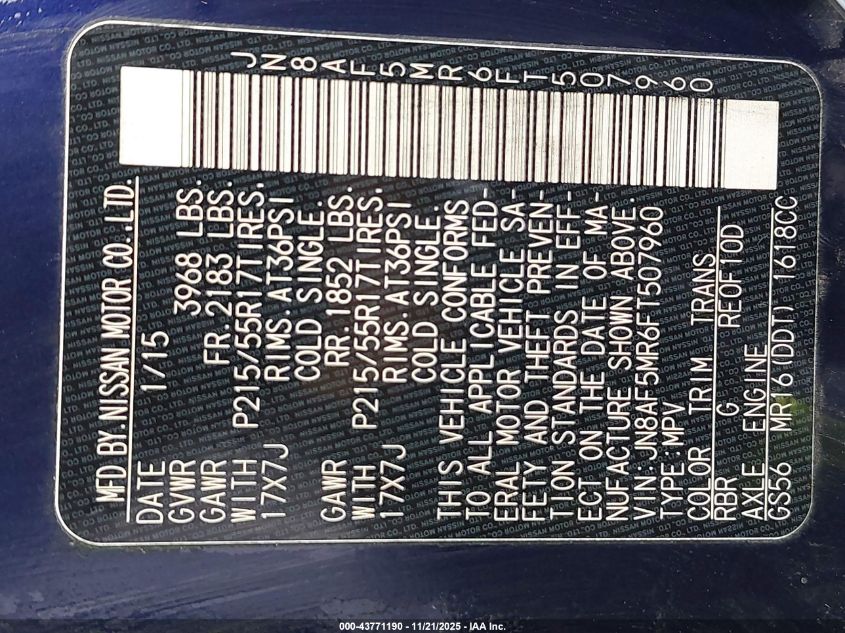 JN8AF5MR6FT507960
MFD BY.NISSAN MOTOR CO.,LTD.
DATE 1/15
GVWR 3968 LBS.
GAWR FR.2183 LBS.
WITH P215/55R17TIRES.
17X7J RIMS.AT36PSI
COLD SINGLE.
GAWR RR.1852 LBS.
WITH P215/55R17TIRES.
17X7J RIMS.AT36PSI
COLD SINGLE.
THIS VEHICLE CONFORMS
TO ALL APPLICABLE FED-
ERAL MOTOR VEHICLE SA-
FETY AND THEFT PREVEN-
TION STANDARDS IN EFF-
ECT ON THE DATE OF MA-
NUFACTURE SHOWN ABOVE.
VIN:JN8AF5MR6FT507960
TYPE:MPV
COLOR TRIM TRANS
RBR G RE0F10D
AXLE ENGINE
GS56 MR16(DDT) 1618CC
000-43771190 - 11/21/2025 - IAA Inc.